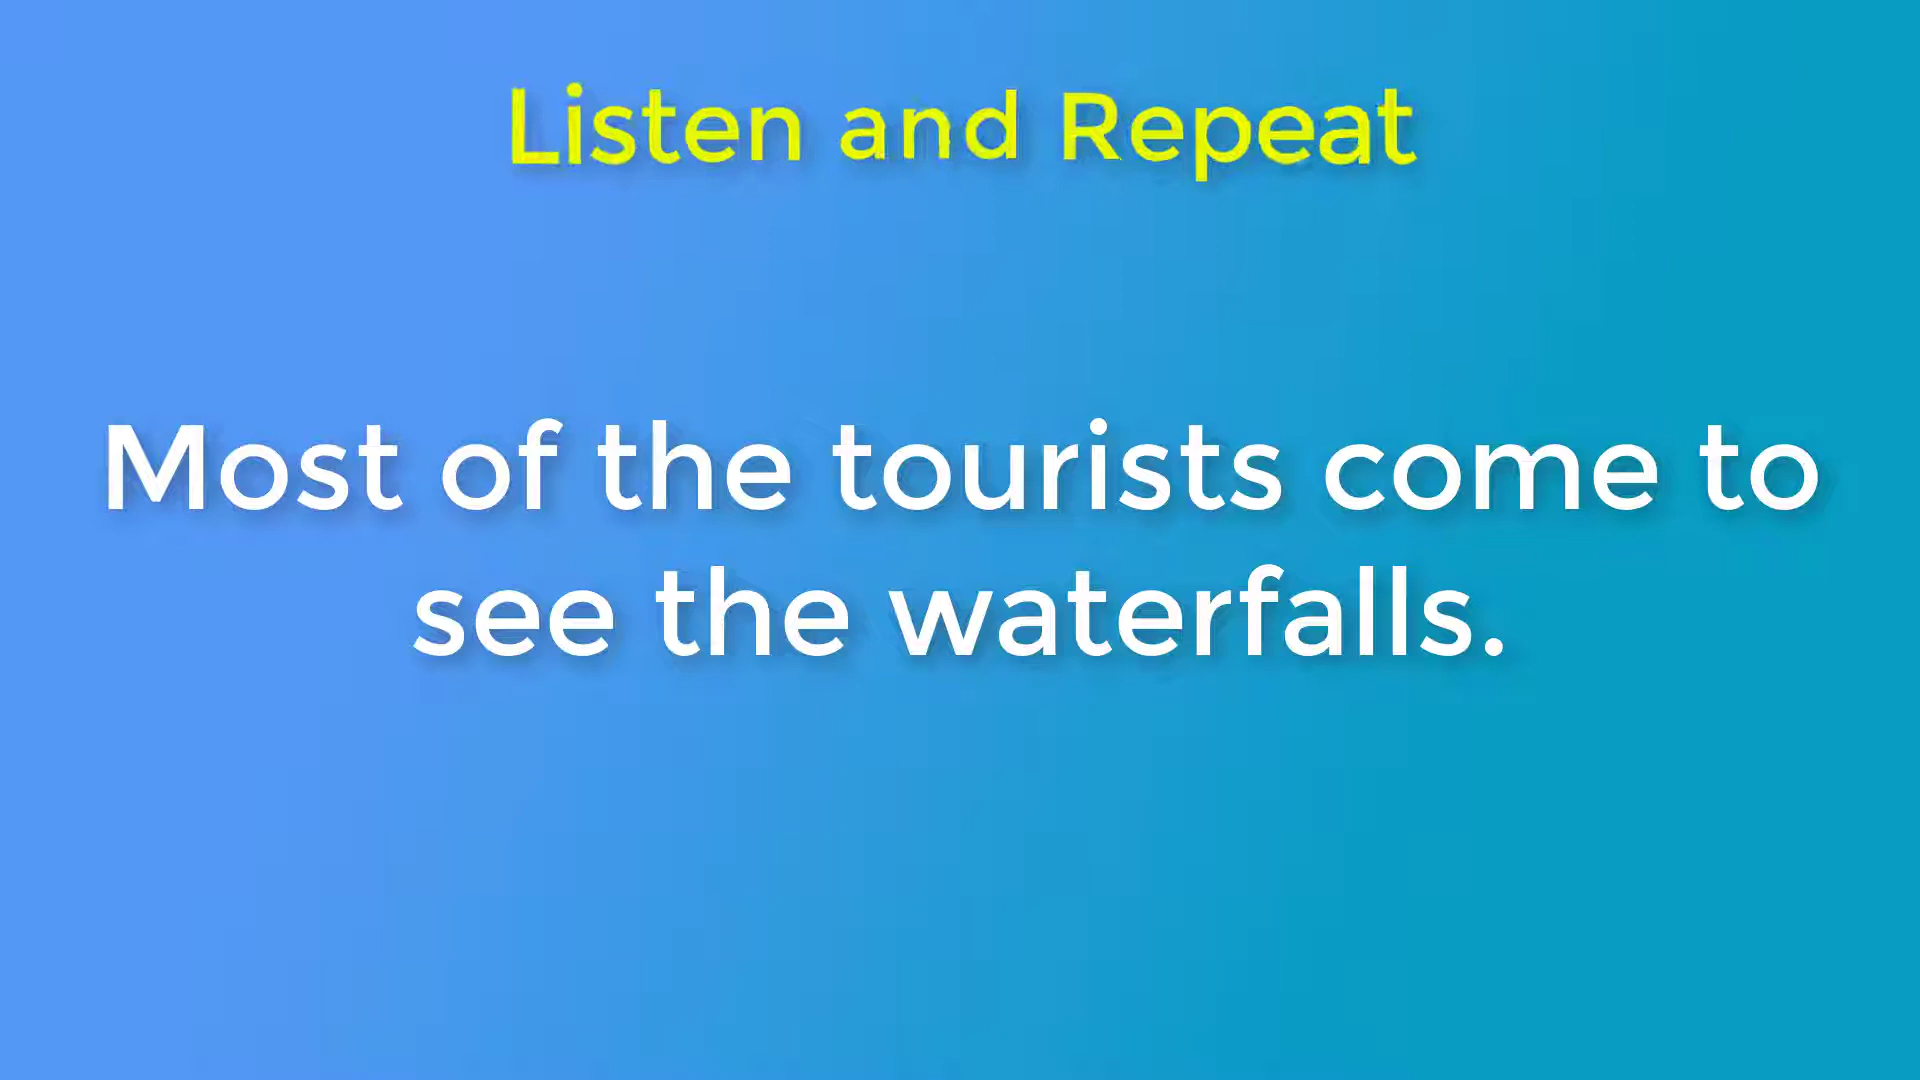 Listen and Repeat
Most of the tourists come to
see the waterfalls.